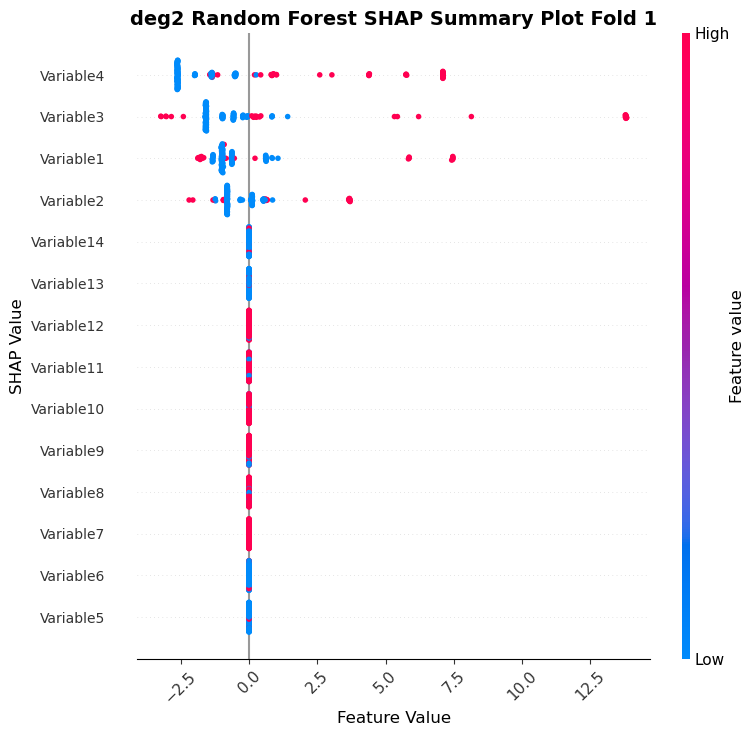 deg2 Random Forest SHAP Summary Plot Fold 1
High
Variable4
Variable3
Variable1
Variable2
Variable14
Variable13
Variable12
Variable11
Variable10
Variable9
Variable8
Variable7
Variable6
Variable5
SHAP Value
Feature value
Low
−2.5 0.0 2.5 5.0 7.5 10.0 12.5
Feature Value